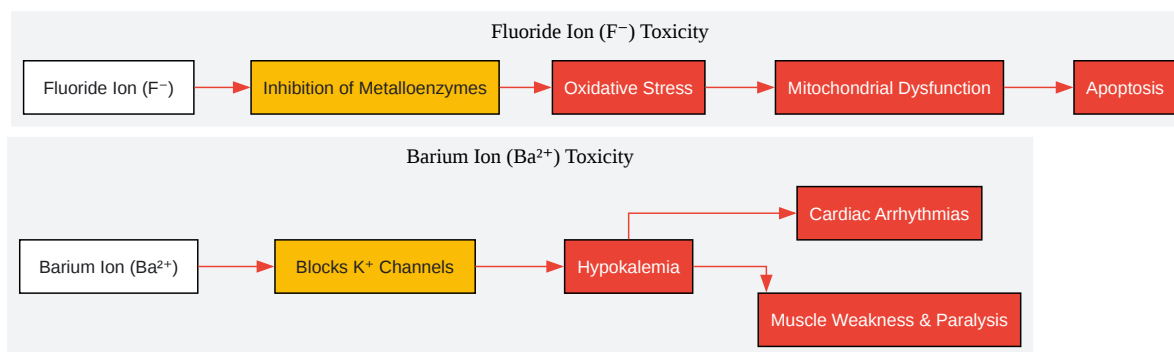 Fluoride Ion (F⁻) Toxicity
Fluoride Ion (F⁻)
Inhibition of Metalloenzymes
Oxidative Stress
Mitochondrial Dysfunction
Apoptosis
Barium Ion (Ba²⁺) Toxicity
Barium Ion (Ba²⁺)
Blocks K⁺ Channels
Hypokalemia
Cardiac Arrhythmias
Muscle Weakness & Paralysis